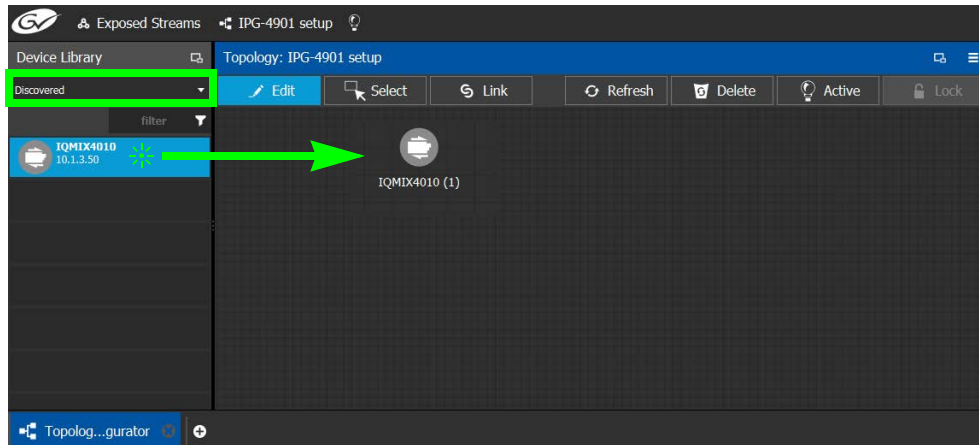 GV Exposed Streams IPG-4901 setup
Device Library
Topology: IPG-4901 setup
Discovered
Edit Select Link Refresh Delete Active Lock
filter
IQMIX4010
10.1.3.50
IQMIX4010 (1)
Topolog...gurator